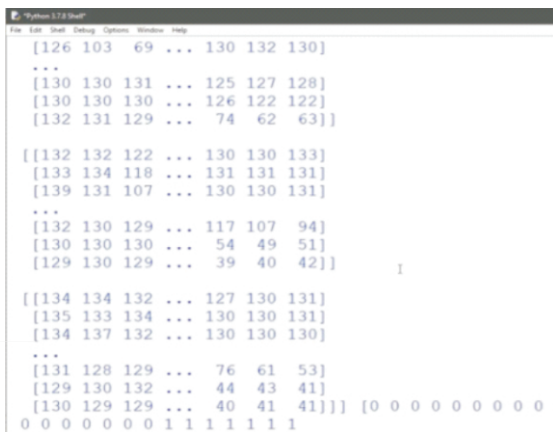 *Python 3.7.8 Shell*
File Edit Shell Debug Options Window Help
[126 103 69 ... 130 132 130]
...
[130 130 131 ... 125 127 128]
[130 130 130 ... 126 122 122]
[132 131 129 ... 74 62 63]]
[[132 132 122 ... 130 130 133]
[133 134 118 ... 131 131 131]
[139 131 107 ... 130 130 131]
...
[132 130 129 ... 117 107 94]
[130 130 130 ... 54 49 51]
[129 130 129 ... 39 40 42]]
[[134 134 132 ... 127 130 131]
[135 133 134 ... 130 130 131]
[134 137 132 ... 130 130 130]
...
[131 128 129 ... 76 61 53]
[129 130 132 ... 44 43 41]
[130 129 129 ... 40 41 41]]] [0 0 0 0 0 0 0 0 0
0 0 0 0 0 0 0 1 1 1 1 1 1 1